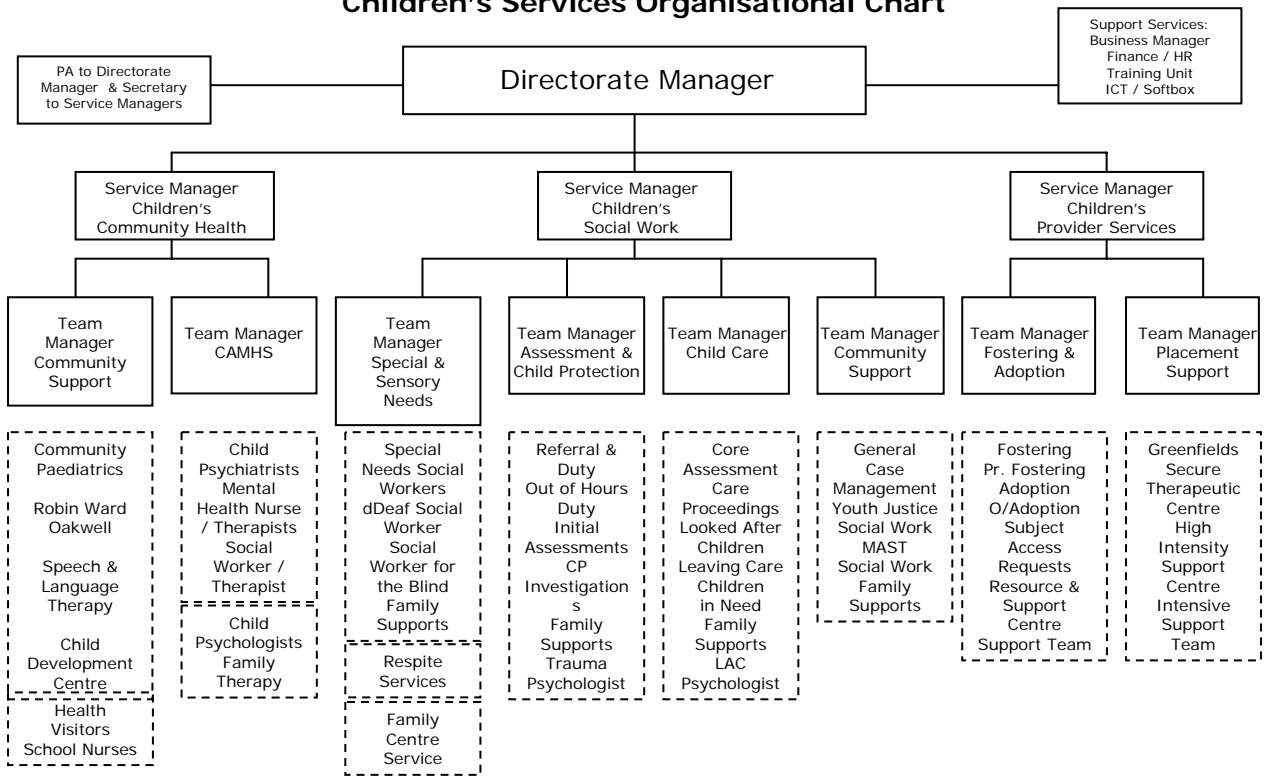 Children's Services Organisational Chart
Support Services:
Business Manager
Finance / HR
Training Unit
ICT / Softbox
PA to Directorate
Manager & Secretary
to Service Managers
Directorate Manager
Service Manager
Children's
Community Health
Service Manager
Children's
Social Work
Service Manager
Children's
Provider Services
Team
Manager
Community
Support
Team Manager
CAMHS
Team
Manager
Special &
Sensory
Needs
Team Manager
Assessment &
Child Protection
Team Manager
Child Care
Team Manager
Community
Support
Team Manager
Fostering &
Adoption
Team Manager
Placement
Support
Community
Paediatrics
Robin Ward
Oakwell
Speech &
Language
Therapy
Child
Development
Centre
Health
Visitors
School Nurses
Child
Psychiatrists
Mental
Health Nurse
/ Therapists
Social
Worker /
Therapist
Child
Psychologists
Family
Therapy
Special
Needs Social
Workers
dDeaf Social
Worker
Social
Worker for
the Blind
Family
Supports
Respite
Services
Family
Centre
Service
Referral &
Duty
Out of Hours
Duty
Initial
Assessments
CP
Investigation
s
Family
Supports
Trauma
Psychologist
Core
Assessment
Care
Proceedings
Looked After
Children
Leaving Care
Children
in Need
Family
Supports
LAC
Psychologist
General
Case
Management
Youth Justice
Social Work
MAST
Social Work
Family
Supports
Fostering
Pr. Fostering
Adoption
O/Adoption
Subject
Access
Requests
Resource &
Support
Centre
Support Team
Greenfields
Secure
Therapeutic
Centre
High
Intensity
Support
Centre
Intensive
Support
Team